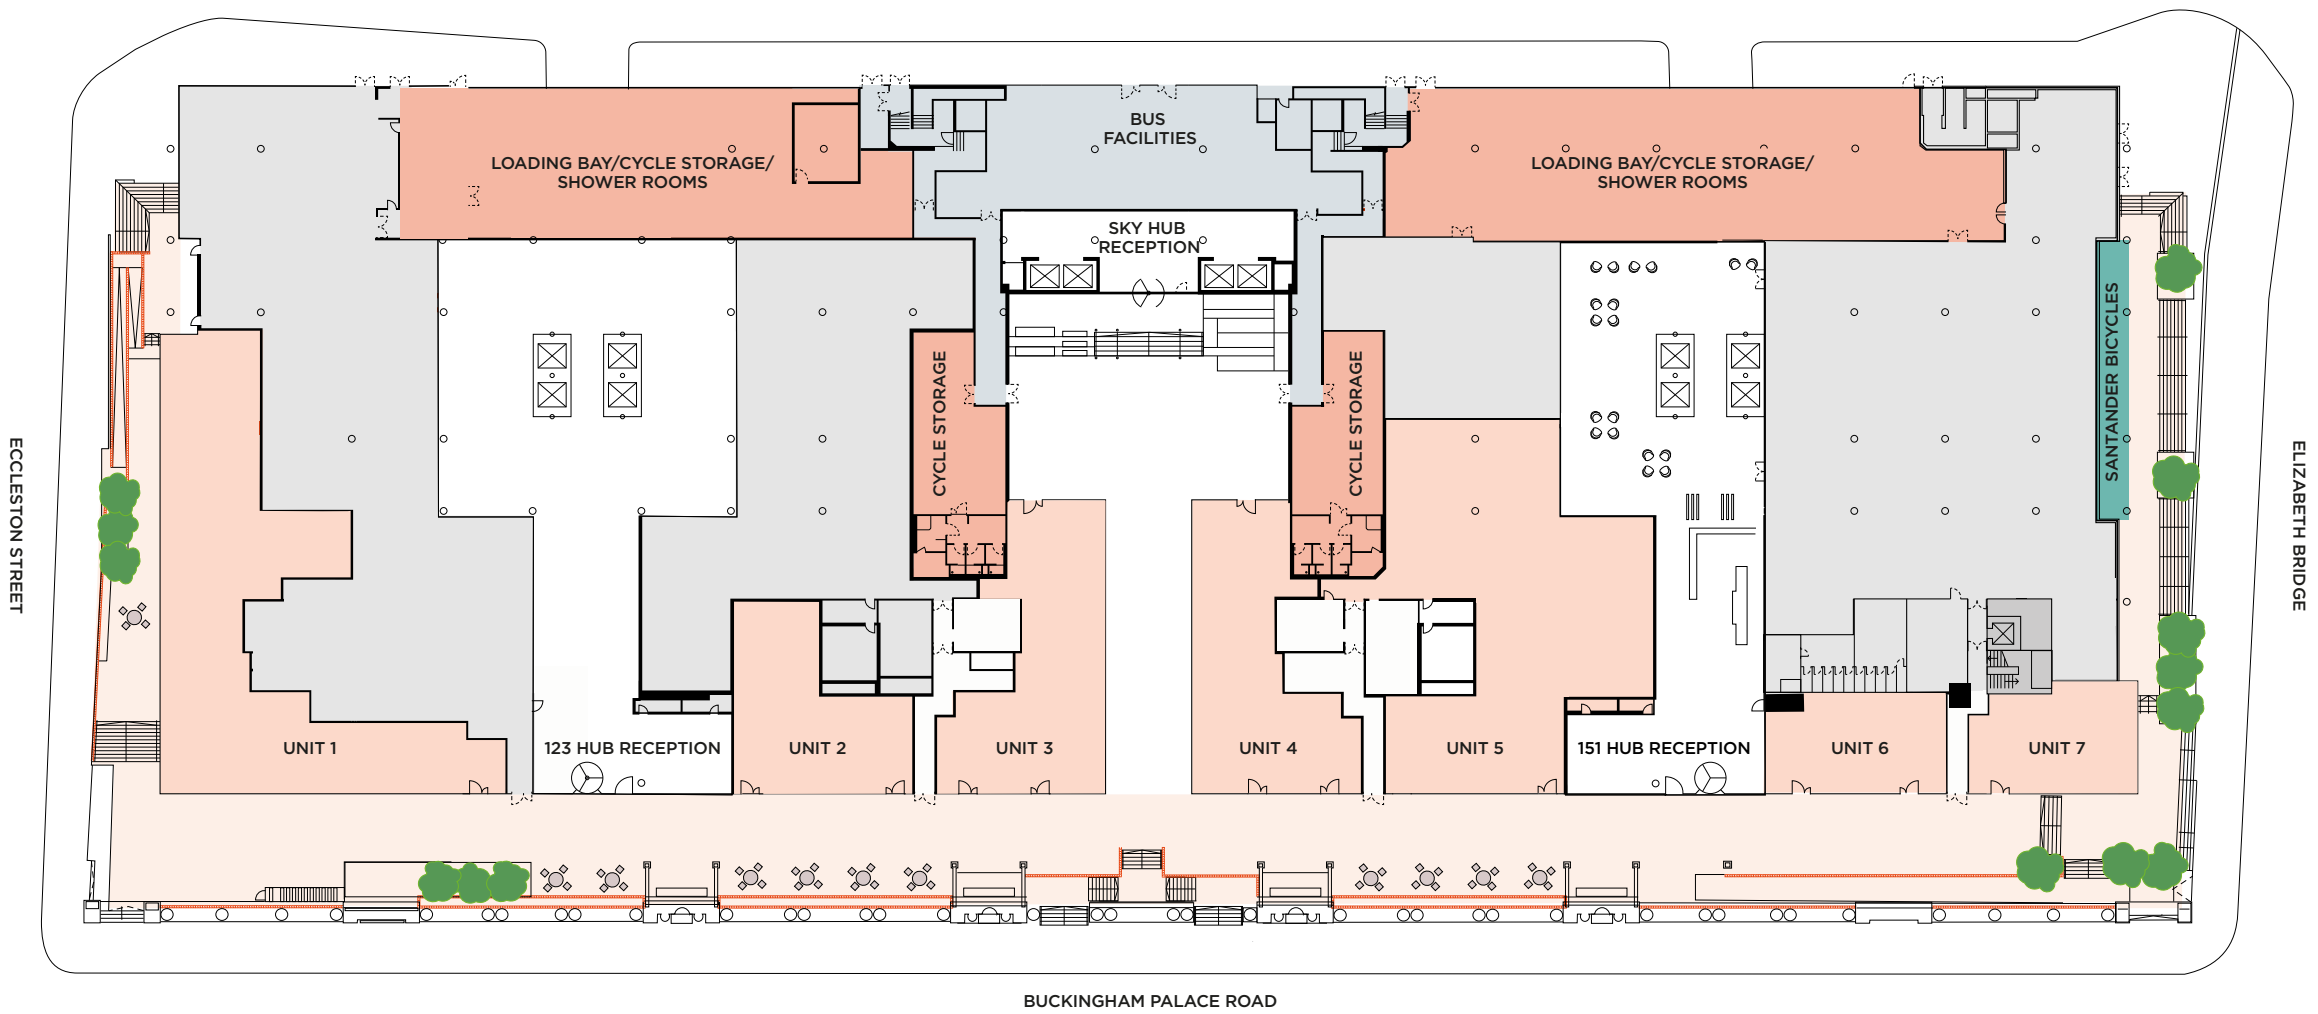 BUS
FACILITIES
LOADING BAY/CYCLE STORAGE/
SHOWER ROOMS
LOADING BAY/CYCLE STORAGE/
SHOWER ROOMS
SKY HUB
RECEPTION
CYCLE STORAGE
CYCLE STORAGE
SANTANDER BICYCLES
ECCLESTON STREET
ELIZABETH BRIDGE
UNIT 1
123 HUB RECEPTION
UNIT 2
UNIT 3
UNIT 4
UNIT 5
151 HUB RECEPTION
UNIT 6
UNIT 7
BUCKINGHAM PALACE ROAD